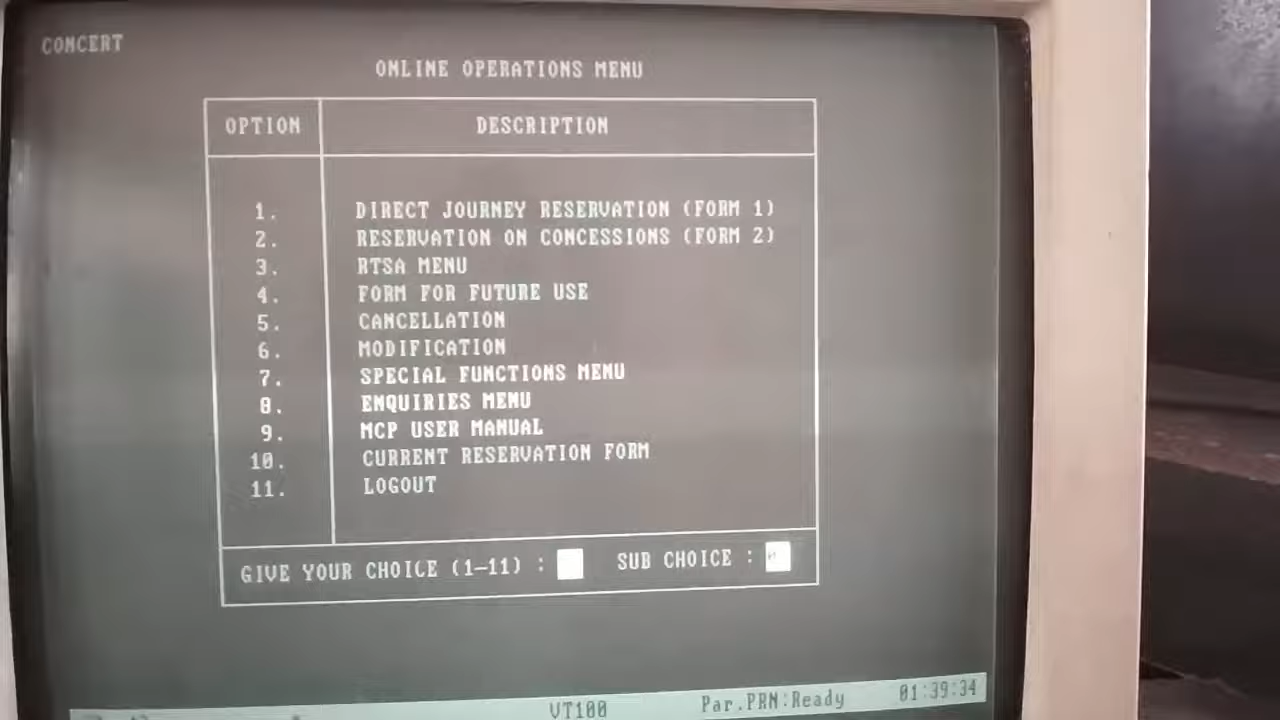 CONCERT
ONLINE OPERATIONS MENU
OPTION DESCRIPTION
1. DIRECT JOURNEY RESERVATION (FORM 1)
2. RESERVATION ON CONCESSIONS (FORM 2)
3. RTSA MENU
4. FORM FOR FUTURE USE
5. CANCELLATION
6. MODIFICATION
7. SPECIAL FUNCTIONS MENU
8. ENQUIRIES MENU
9. MCP USER MANUAL
10. CURRENT RESERVATION FORM
11. LOGOUT
GIVE YOUR CHOICE (1-11) : SUB CHOICE : 0
VT100 Par.PRN:Ready 01:39:34